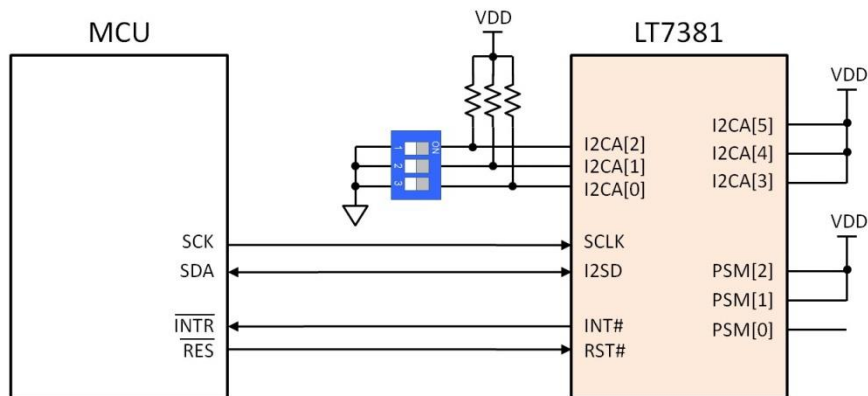 MCU
VDD
LT7381
ON
1
2
3
I2CA[2]
I2CA[1]
I2CA[0]
VDD
I2CA[5]
I2CA[4]
I2CA[3]
SCK
SDA
INTR
RES
SCLK
I2SD
INT#
RST#
VDD
PSM[2]
PSM[1]
PSM[0]